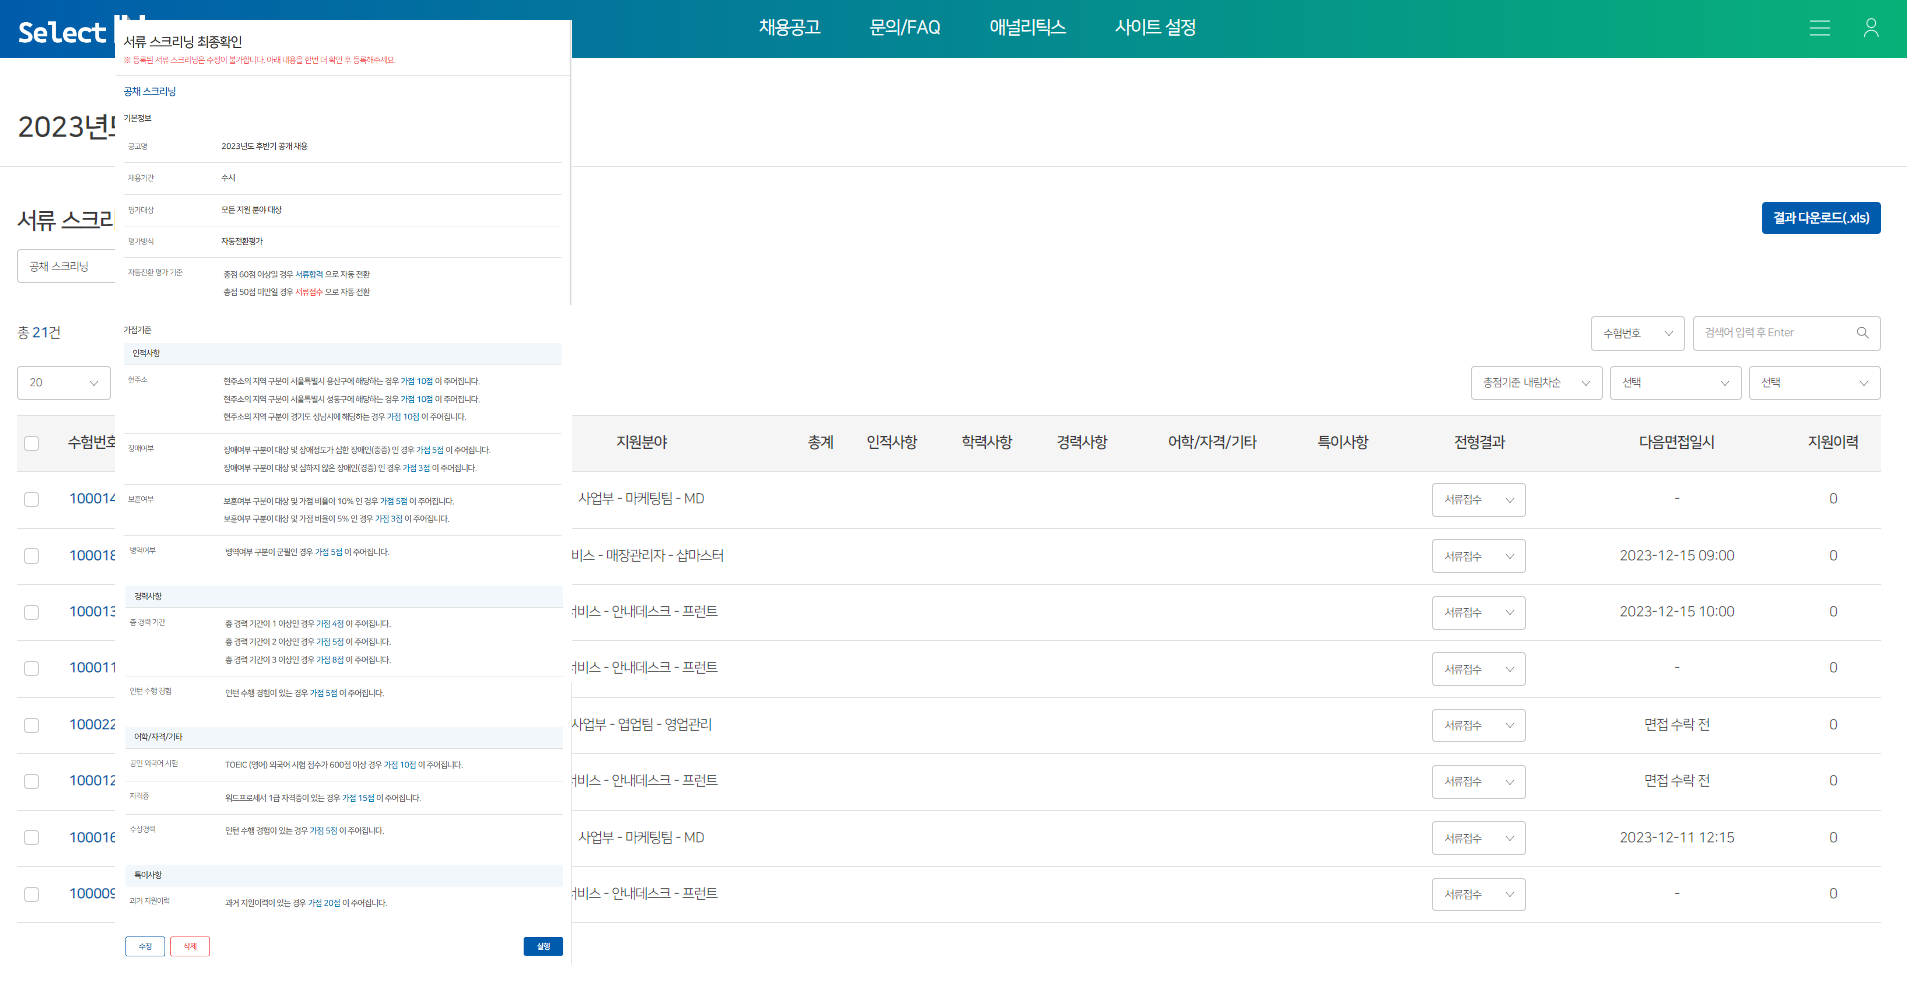 Select
채용공고
문의/FAQ
애널리틱스
사이트 설정
서류 스크리닝 최종확인
※ 등록된 서류 스크리닝은 수정이 불가합니다. 아래 내용을 한번 더 확인 후 등록해주세요.
공채 스크리닝
기본정보
공고명 2023년도 후반기 공개 채용
채용기간 수시
평가대상 모든 지원 분야 대상
평가방식 자동전환평가
자동전환 평가 기준 총점 60점 이상일 경우 서류합격 으로 자동 전환
총점 50점 미만일 경우 서류접수 으로 자동 전환
가점기준
인적사항
현주소 현주소의 지역 구분이 서울특별시 용산구에 해당하는 경우 가점 10점 이 주어집니다.
현주소의 지역 구분이 서울특별시 성동구에 해당하는 경우 가점 10점 이 주어집니다.
현주소의 지역 구분이 경기도 성남시에 해당하는 경우 가점 10점 이 주어집니다.
장애여부 장애여부 구분이 대상 및 장애정도가 심한 장애인(중증) 인 경우 가점 5점 이 주어집니다.
장애여부 구분이 대상 및 심하지 않은 장애인(경증) 인 경우 가점 3점 이 주어집니다.
보훈여부 보훈여부 구분이 대상 및 가점 비율이 10% 인 경우 가점 5점 이 주어집니다.
보훈여부 구분이 대상 및 가점 비율이 5% 인 경우 가점 3점 이 주어집니다.
병역여부 병역여부 구분이 군필인 경우 가점 5점 이 주어집니다.
경력사항
총 경력 기간 총 경력 기간이 1 이상인 경우 가점 4점 이 주어집니다.
총 경력 기간이 2 이상인 경우 가점 5점 이 주어집니다.
총 경력 기간이 3 이상인 경우 가점 8점 이 주어집니다.
인턴 수행 경험 인턴 수행 경험이 있는 경우 가점 5점 이 주어집니다.
어학/자격/기타
공인 외국어 시험 TOEIC (영어) 외국어 시험 점수가 600점 이상 경우 가점 10점 이 주어집니다.
자격증 워드프로세서 1급 자격증이 있는 경우 가점 15점 이 주어집니다.
수상경력 인턴 수행 경험이 있는 경우 가점 5점 이 주어집니다.
특이사항
과거 지원이력 과거 지원이력이 있는 경우 가점 20점 이 주어집니다.
수정 삭제 실행
2023년도
서류 스크리
결과 다운로드(.xls)
공채 스크리닝
총 21건
수험번호 검색어 입력 후 Enter
20
총점기준 내림차순 선택 선택
수험번호 지원분야 총계 인적사항 학력사항 경력사항 어학/자격/기타 특이사항 전형결과 다음면접일시 지원이력
100014 사업부 - 마케팅팀 - MD 서류접수 - 0
100018 비스 - 매장관리자 - 샵마스터 서류접수 2023-12-15 09:00 0
100013 서비스 - 안내데스크 - 프런트 서류접수 2023-12-15 10:00 0
100011 서비스 - 안내데스크 - 프런트 서류접수 - 0
100022 사업부 - 영업팀 - 영업관리 서류접수 면접 수락 전 0
100012 서비스 - 안내데스크 - 프런트 서류접수 면접 수락 전 0
100016 사업부 - 마케팅팀 - MD 서류접수 2023-12-11 12:15 0
100009 서비스 - 안내데스크 - 프런트 서류접수 - 0